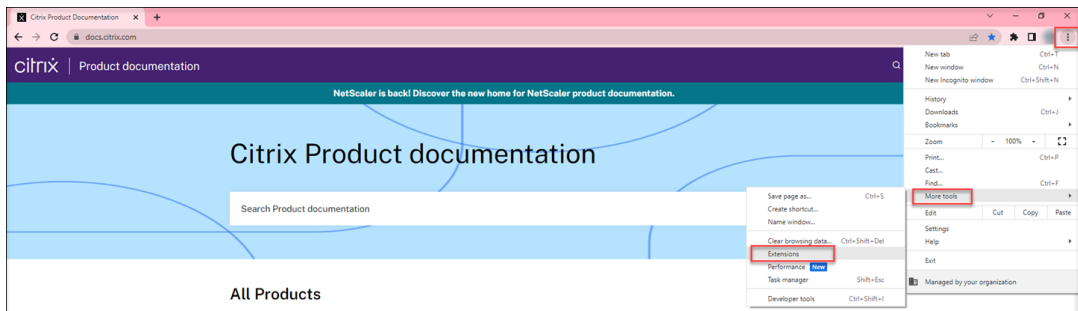 Citrix Product Documentation
docs.citrix.com
citrix | Product documentation
NetScaler is back! Discover the new home for NetScaler product documentation.
Citrix Product documentation
Search Product documentation
All Products
New tab Ctrl+T
New window Ctrl+N
New Incognito window Ctrl+Shift+N
History
Downloads Ctrl+J
Bookmarks
Zoom - 100% +
Print... Ctrl+P
Cast...
Find... Ctrl+F
More tools
Edit Cut Copy Paste
Settings
Help
Exit
Managed by your organization
Save page as... Ctrl+S
Create shortcut...
Name window...
Clear browsing data... Ctrl+Shift+Del
Extensions
Performance New
Task manager Shift+Esc
Developer tools Ctrl+Shift+I